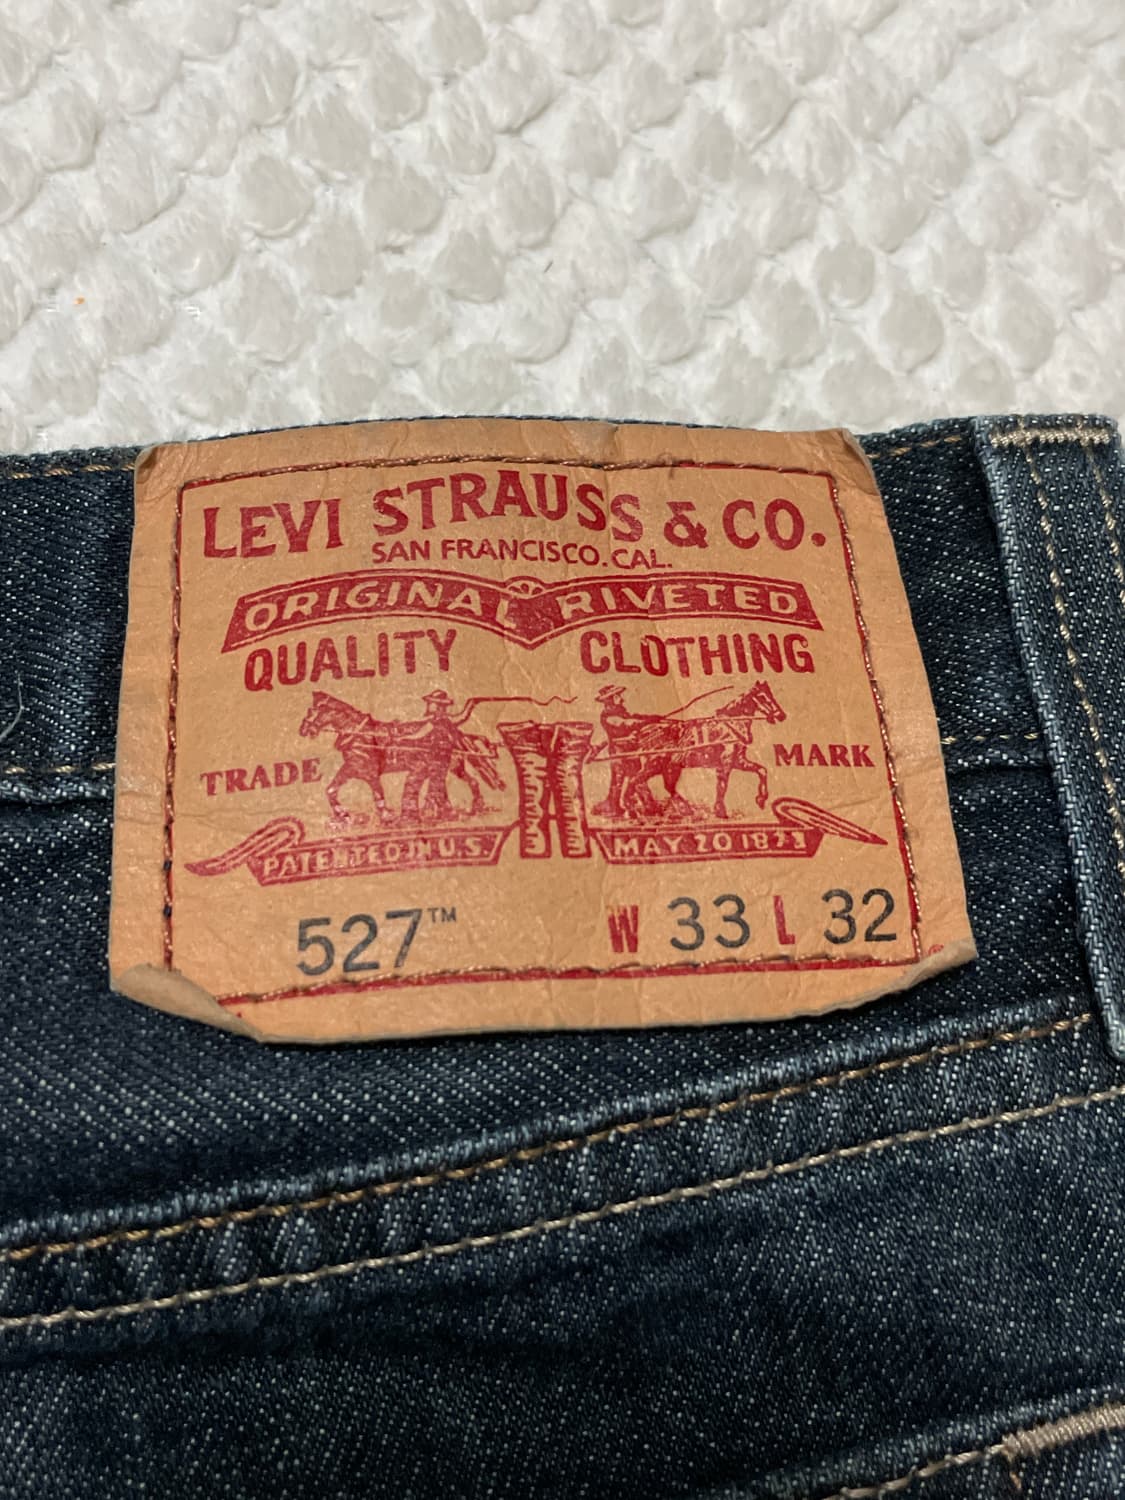 LEVI STRAUSS & CO.
SAN FRANCISCO. CAL.
ORIGINAL RIVETED
QUALITY CLOTHING
TRADE MARK
PATENTED IN U.S. MAY 20 1873
527™ W 33 L 32
®